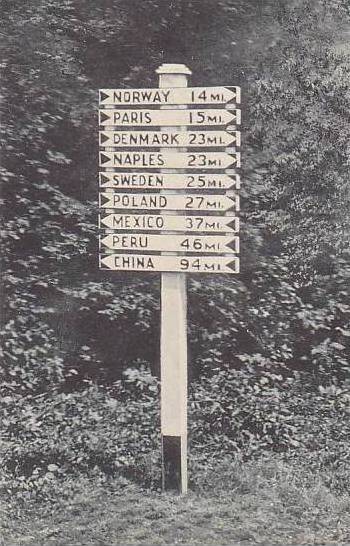 NORWAY 14 MI.
PARIS 15 MI.
DENMARK 23 MI.
NAPLES 23 MI
SWEDEN 25 MI.
POLAND 27 MI.
MEXICO 37 MI.
PERU 46 MI.
CHINA 94 MI.